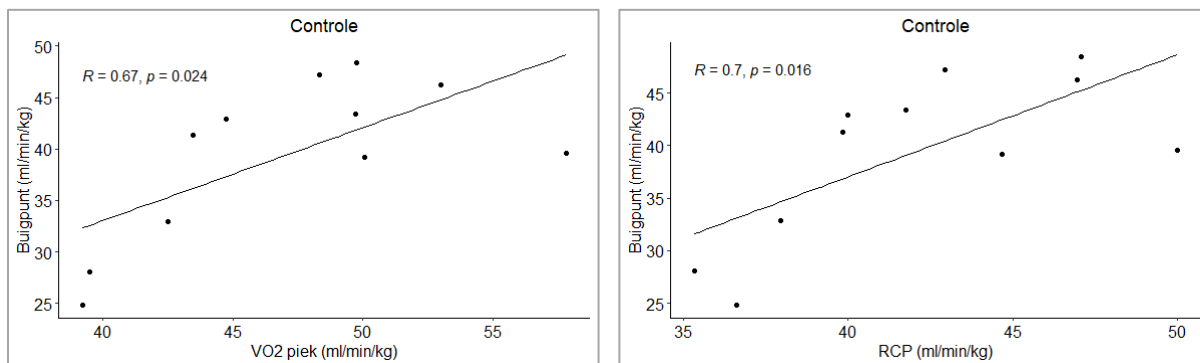 Controle
R = 0.67, p = 0.024
50
45
40
35
30
25
Buigpunt (ml/min/kg)
40 45 50 55
VO2 piek (ml/min/kg)
Controle
R = 0.7, p = 0.016
45
40
35
30
25
Buigpunt (ml/min/kg)
35 40 45 50
RCP (ml/min/kg)